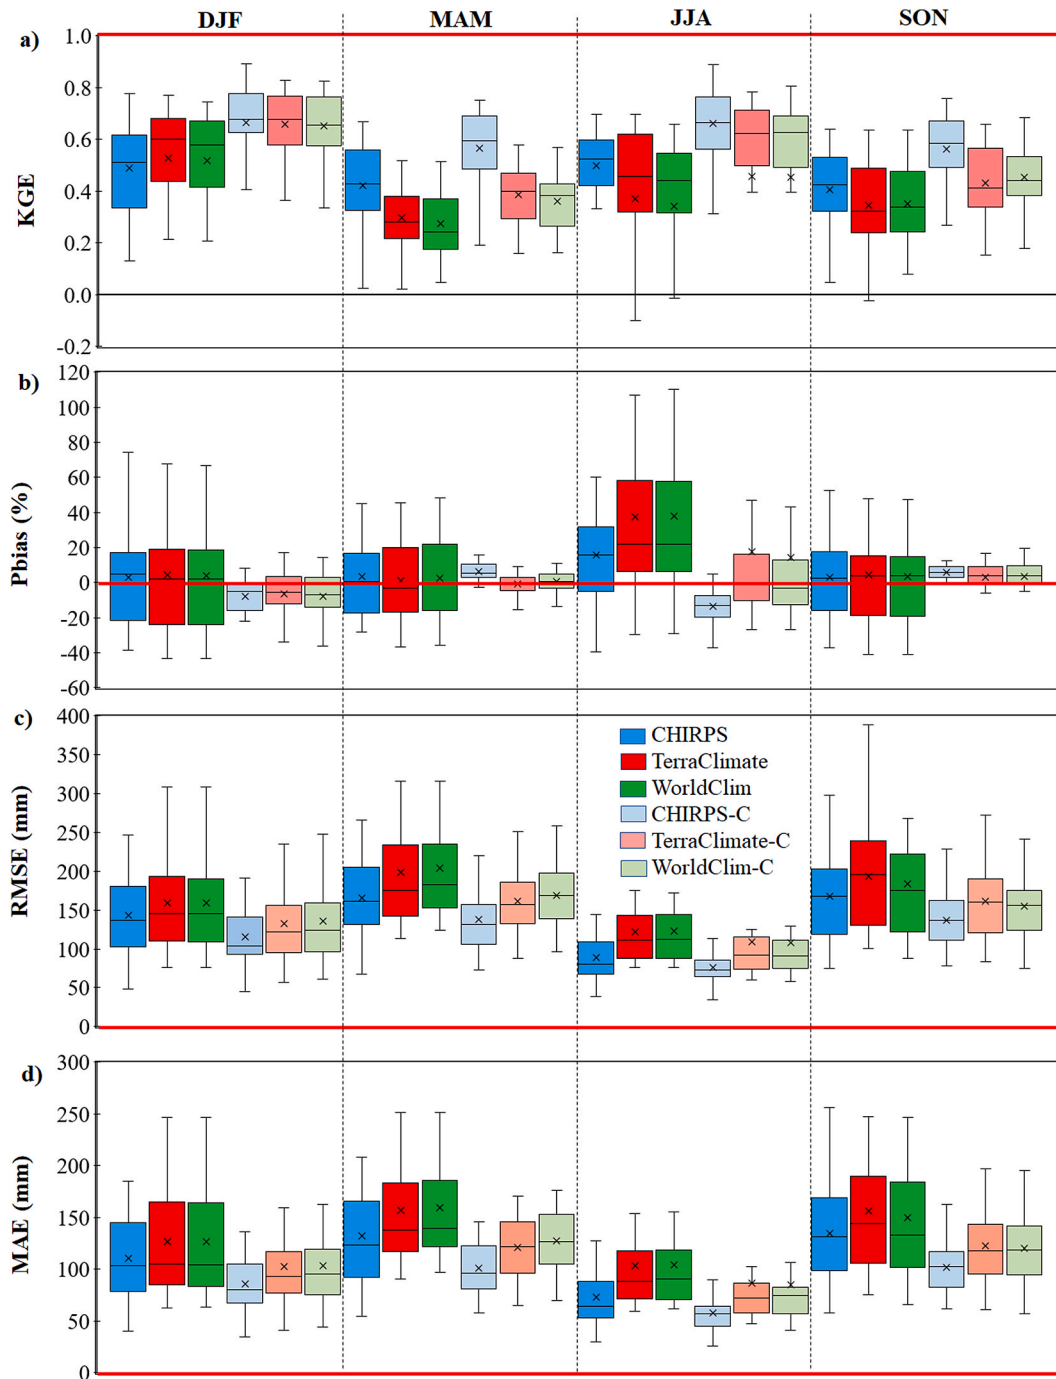 DJF MAM JJA SON
a)
KGE
1.0
0.8
0.6
0.4
0.2
0.0
-0.2
b)
Pbias (%)
120
100
80
60
40
20
0
-20
-40
-60
c)
RMSE (mm)
400
350
300
250
200
150
100
50
0
CHIRPS
TerraClimate
WorldClim
CHIRPS-C
TerraClimate-C
WorldClim-C
d)
MAE (mm)
300
250
200
150
100
50
0